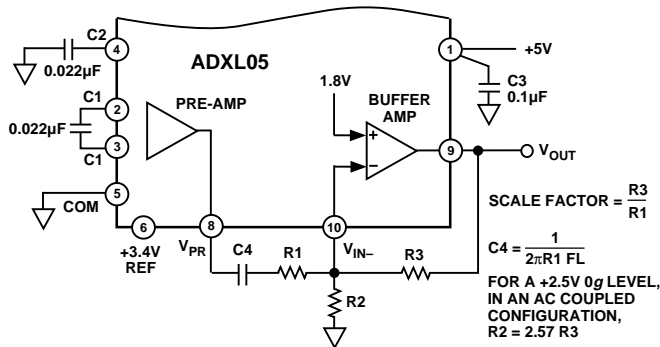 C2
4
0.022µF
ADXL05
1
+5V
C3
0.1µF
1.8V
BUFFER
AMP
C1
2
PRE-AMP
0.022µF
3
C1
+
−
9
VOUT
5
COM
6
+3.4V
REF
8
VPR
10
VIN–
C4
R1
R3
R2
SCALE FACTOR = R3
R1
C4 = 1
2πR1 FL
FOR A +2.5V 0g LEVEL,
IN AN AC COUPLED
CONFIGURATION,
R2 = 2.57 R3